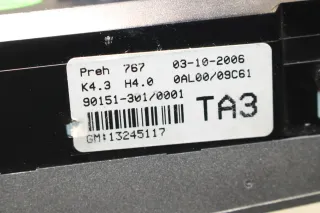 Preh 767 03-10-2006
K4.3 H4.0 0AL00/09C61
90151-301/0001
TA3
GM:13245117